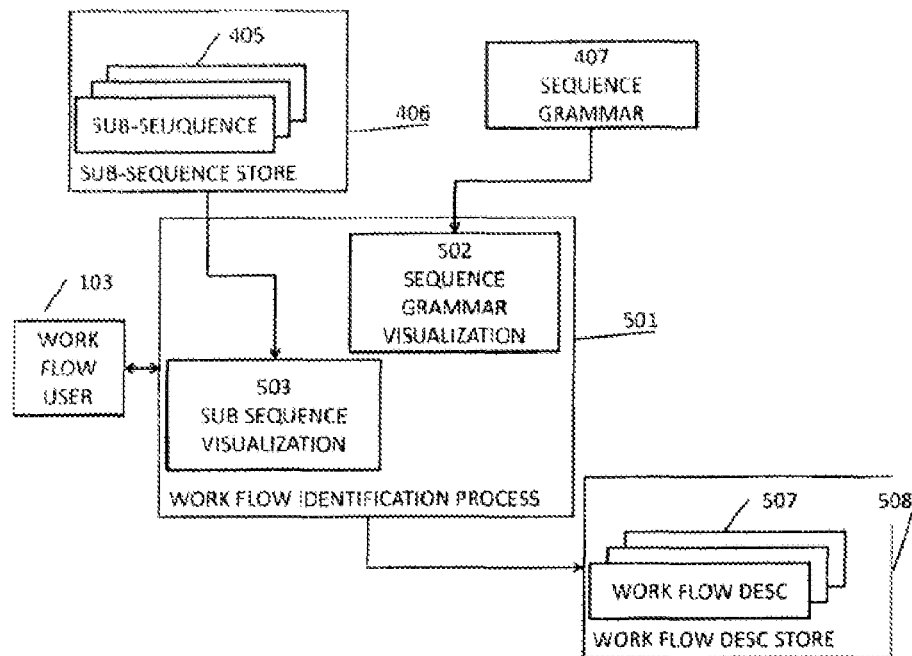 405
SUB-SEUQUENCE
SUB-SEQUENCE STORE
406
407
SEQUENCE
GRAMMAR
502
SEQUENCE
GRAMMAR
VISUALIZATION
501
103
WORK
FLOW
USER
503
SUB SEQUENCE
VISUALIZATION
WORK FLOW IDENTIFICATION PROCESS
507
508
WORK FLOW DESC
WORK FLOW DESC STORE